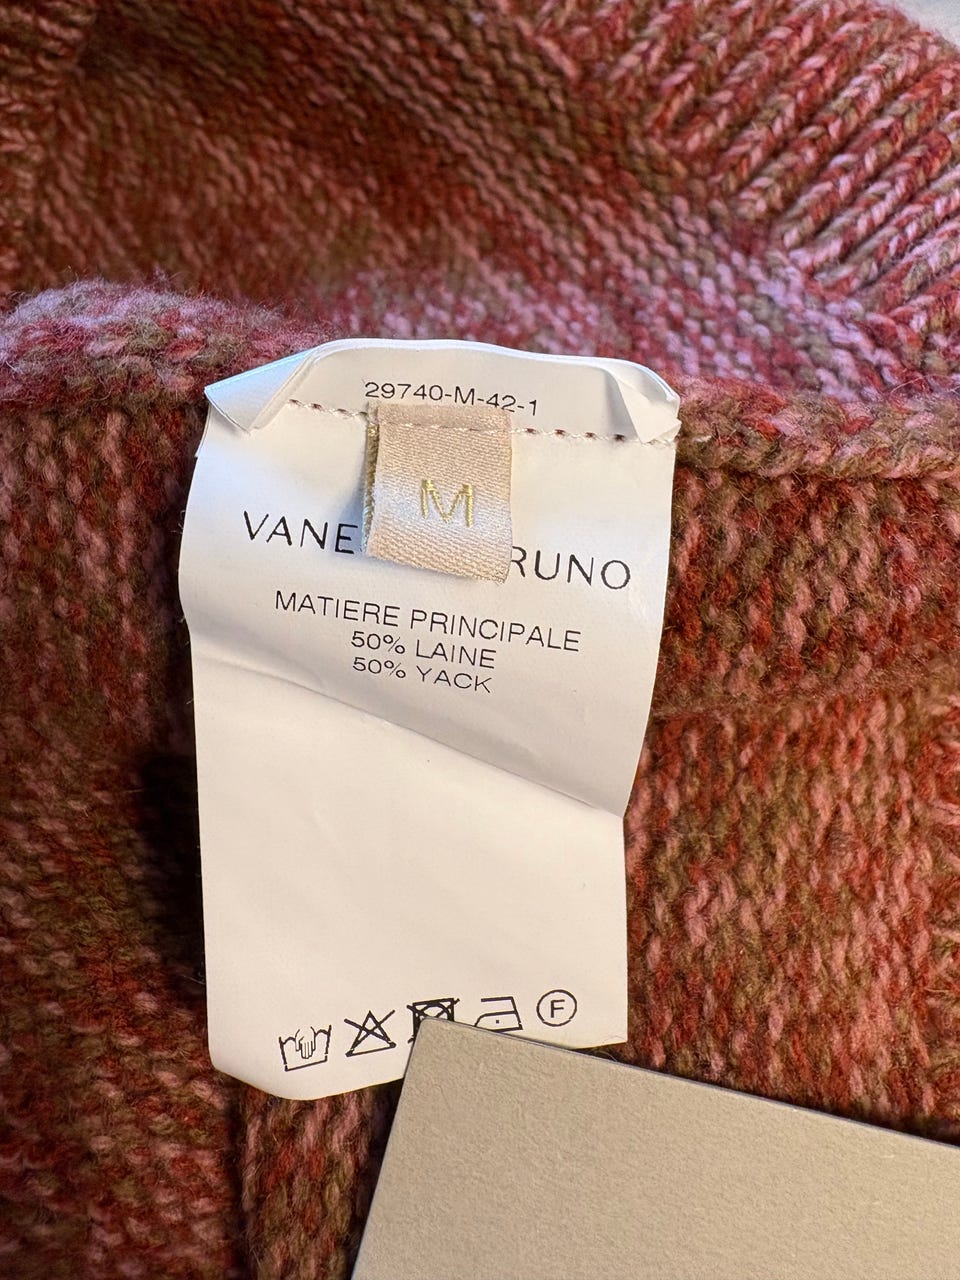 29740-M-42-1
M
VANE RUNO
MATIERE PRINCIPALE
50% LAINE
50% YACK
F